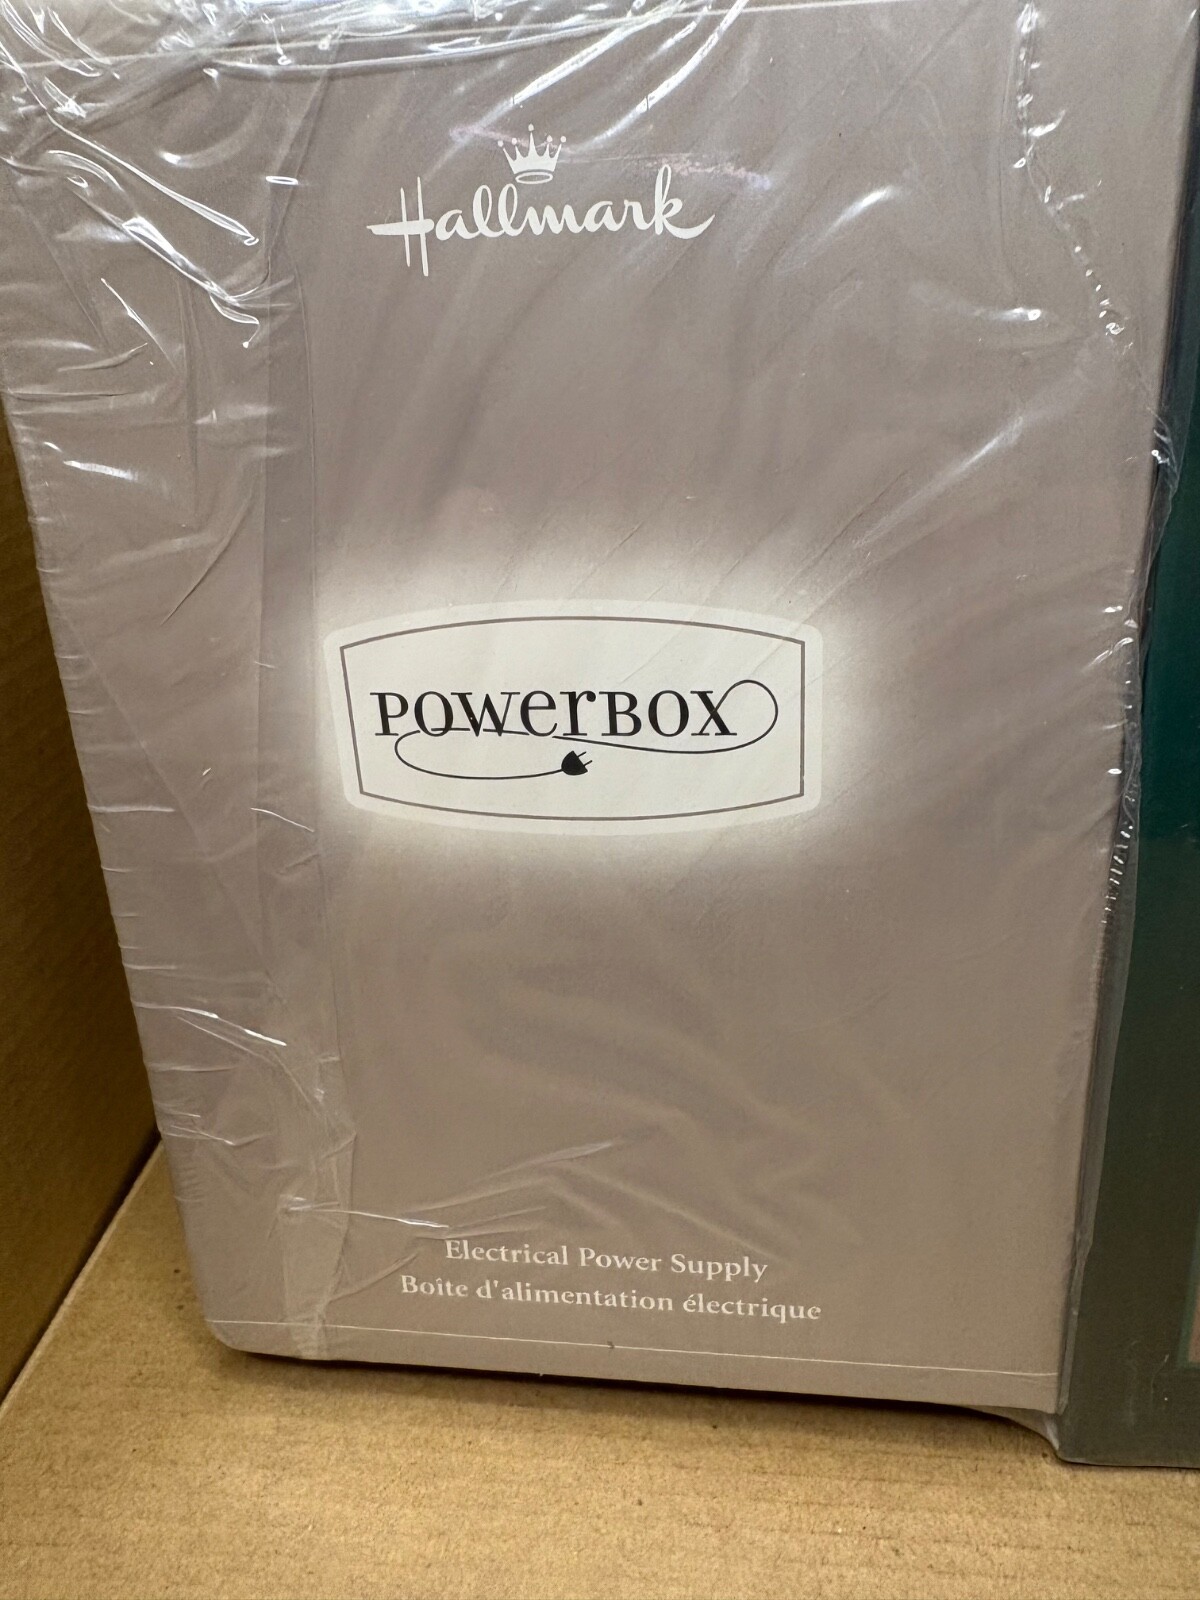 Hallmark
POWERBOX
Electrical Power Supply
Boîte d'alimentation électrique